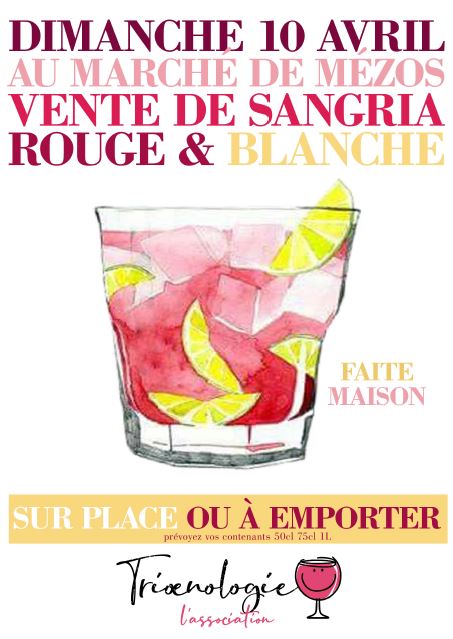 DIMANCHE 10 AVRIL
AU MARCHÉ DE MÉZOS
VENTE DE SANGRIA
ROUGE & BLANCHE
FAITE
MAISON
SUR PLACE OU À EMPORTER
prévoyez vos contenants 50cl 75cl 1L
Triœnologie
l'association